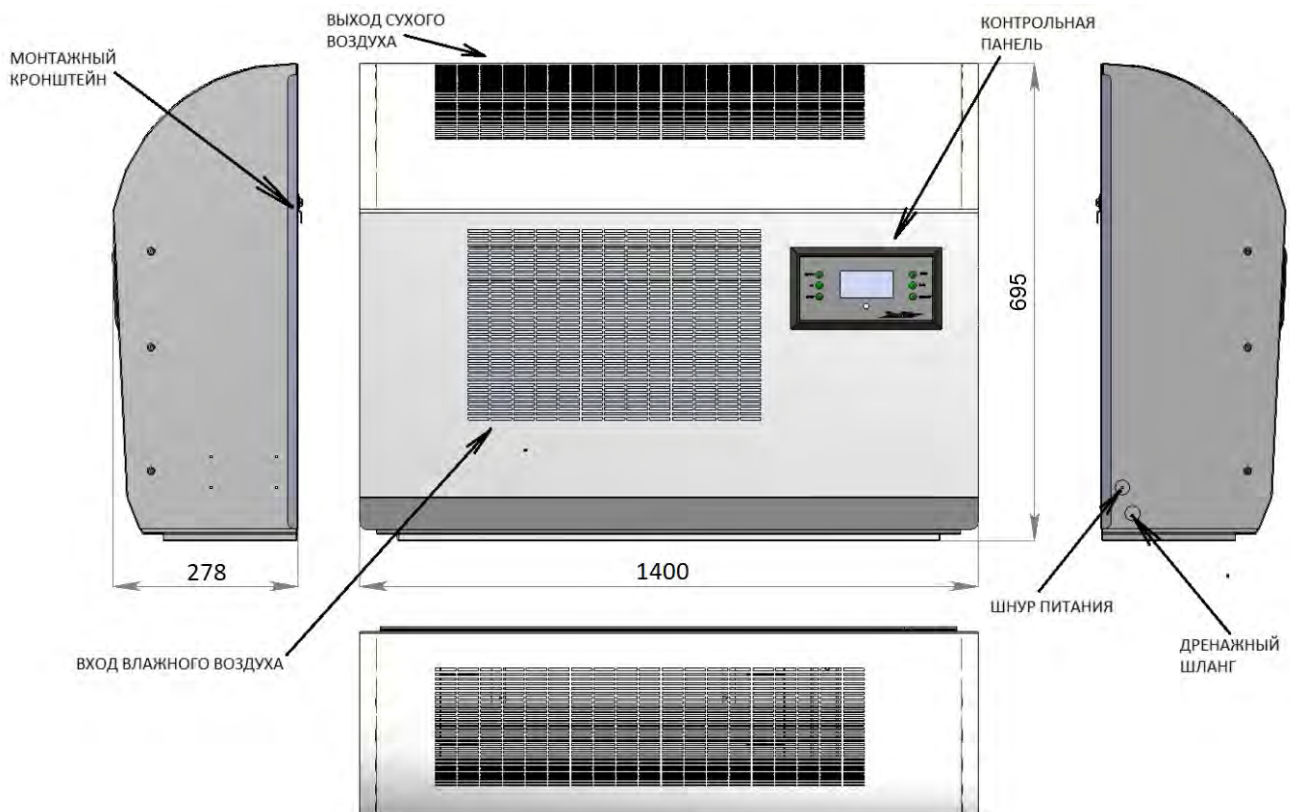 ВЫХОД СУХОГО
ВОЗДУХА
КОНТРОЛЬНАЯ
ПАНЕЛЬ
МОНТАЖНЫЙ
КРОНШТЕЙН
695
278
1400
ШНУР ПИТАНИЯ
ВХОД ВЛАЖНОГО ВОЗДУХА
ДРЕНАЖНЫЙ
ШЛАНГ